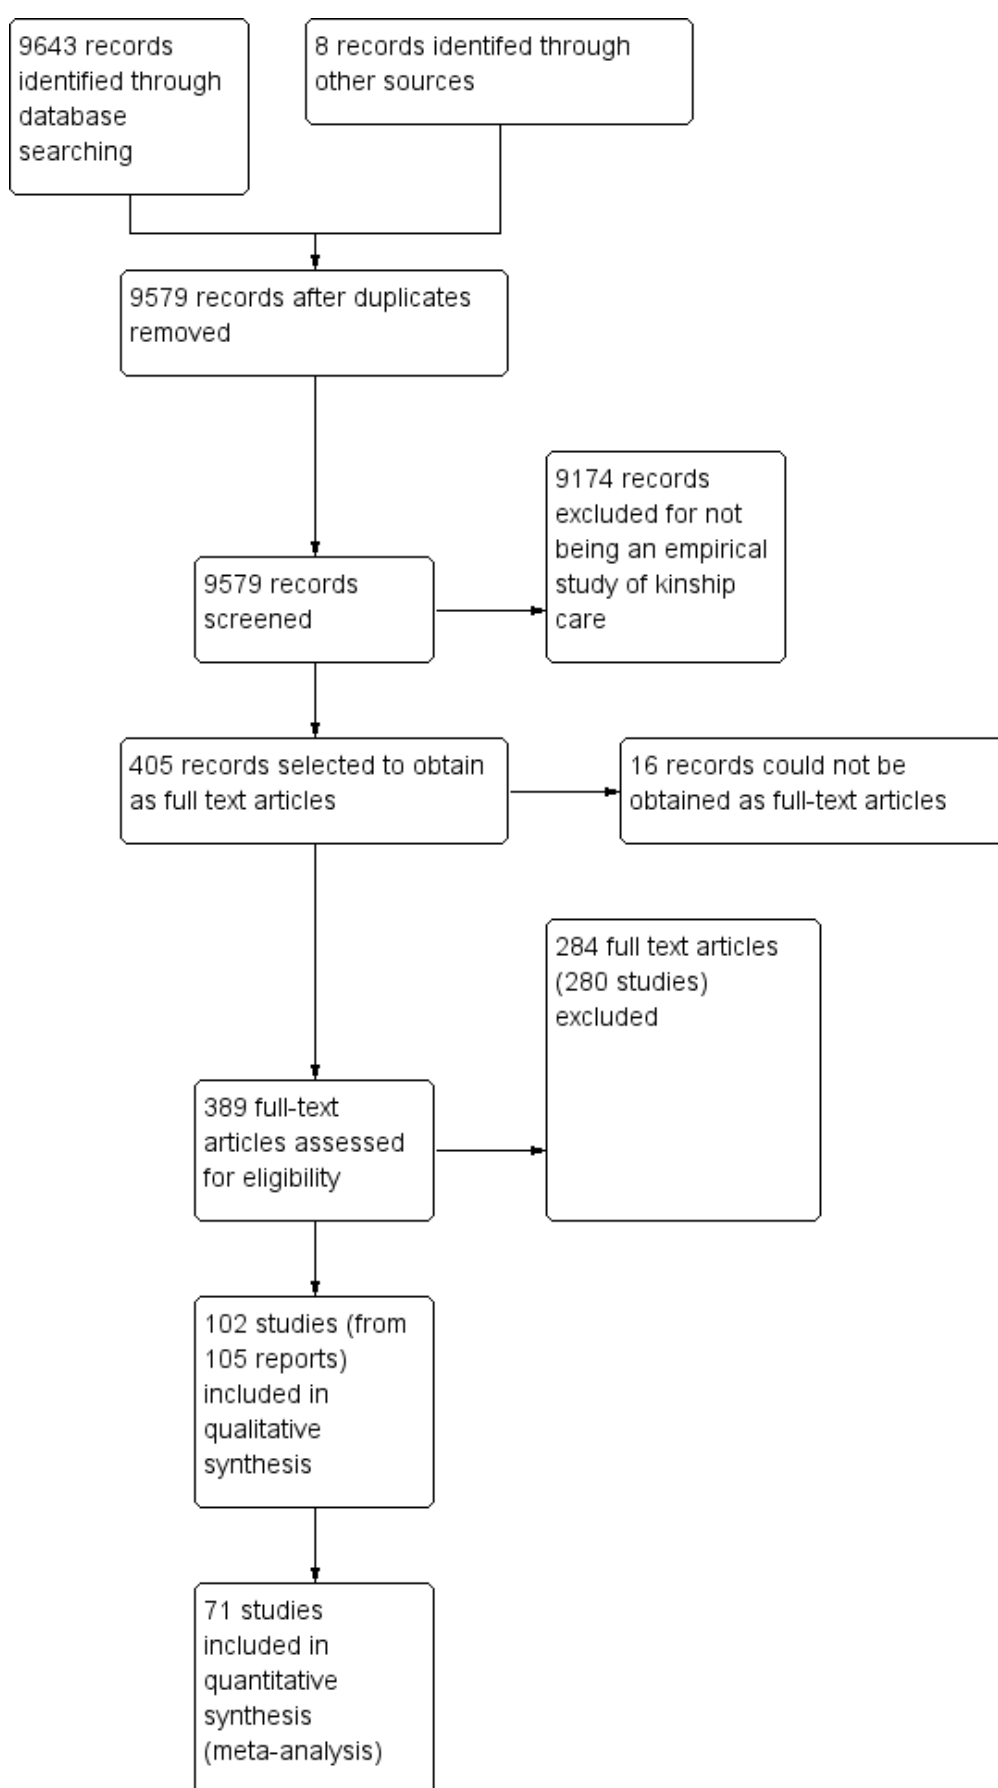 9643 records
identified through
database
searching
8 records identifed through
other sources
9579 records after duplicates
removed
9174 records
excluded for not
being an empirical
study of kinship
care
9579 records
screened
405 records selected to obtain
as full text articles
16 records could not be
obtained as full-text articles
284 full text articles
(280 studies)
excluded
389 full-text
articles assessed
for eligibility
102 studies (from
105 reports)
included in
qualitative
synthesis
71 studies
included in
quantitative
synthesis
(meta-analysis)